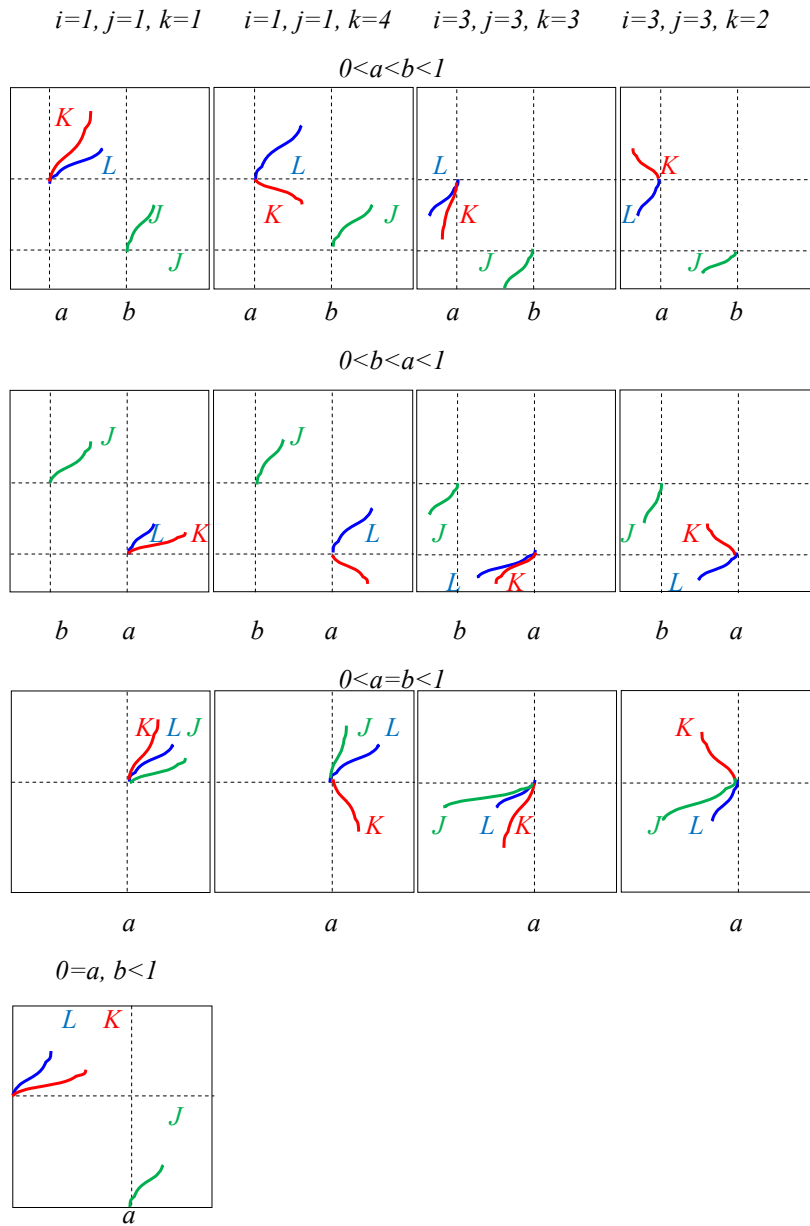 i=1, j=1, k=1 i=1, j=1, k=4 i=3, j=3, k=3 i=3, j=3, k=2
0<a<b<1
K L J J
K L J
L K J
K L J
a b a b a b a b
0<b<a<1
J L K
J L
J L K
J K L
b a b a b a b a
0<a=b<1
K L J
J L K
J L K
K J L
a a a a
0=a, b<1
L K
J
a